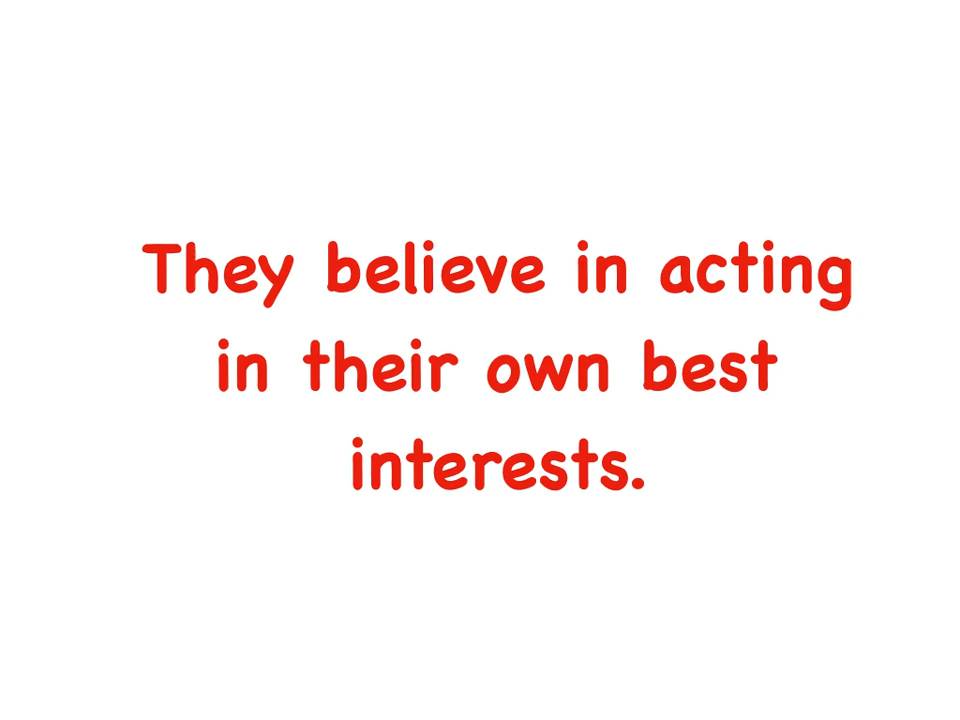 They believe in acting
in their own best
interests.